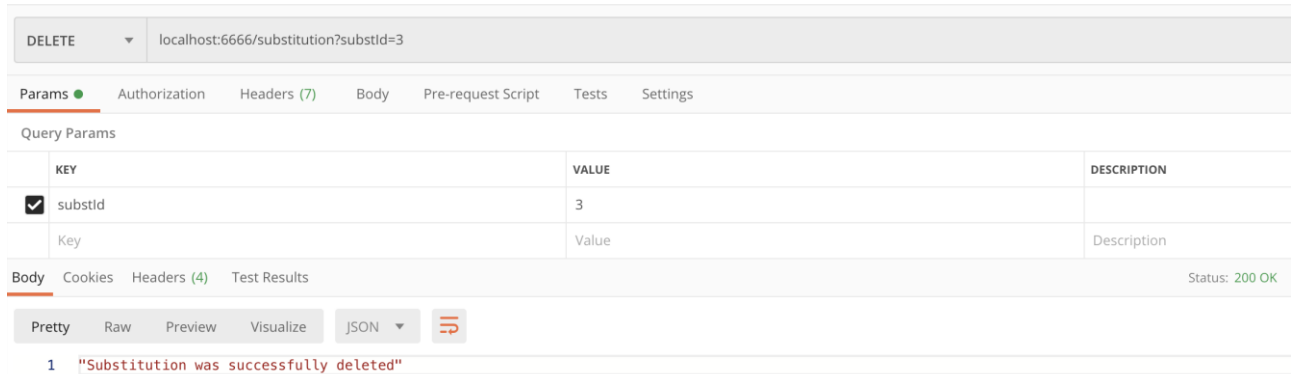 DELETE localhost:6666/substitution?substId=3
Params Authorization Headers (7) Body Pre-request Script Tests Settings
Query Params
KEY VALUE DESCRIPTION
substId 3
Key Value Description
Body Cookies Headers (4) Test Results Status: 200 OK
Pretty Raw Preview Visualize JSON
1 "Substitution was successfully deleted"